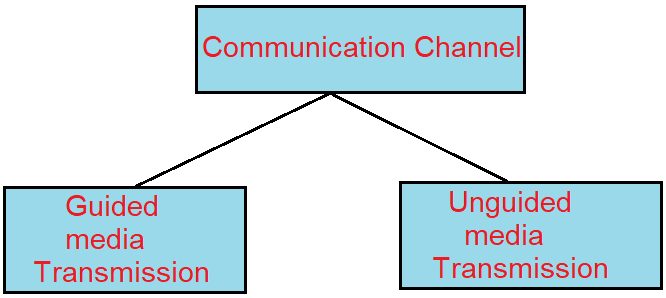 Communication Channel
Guided
media
Transmission
Unguided
media
Transmission